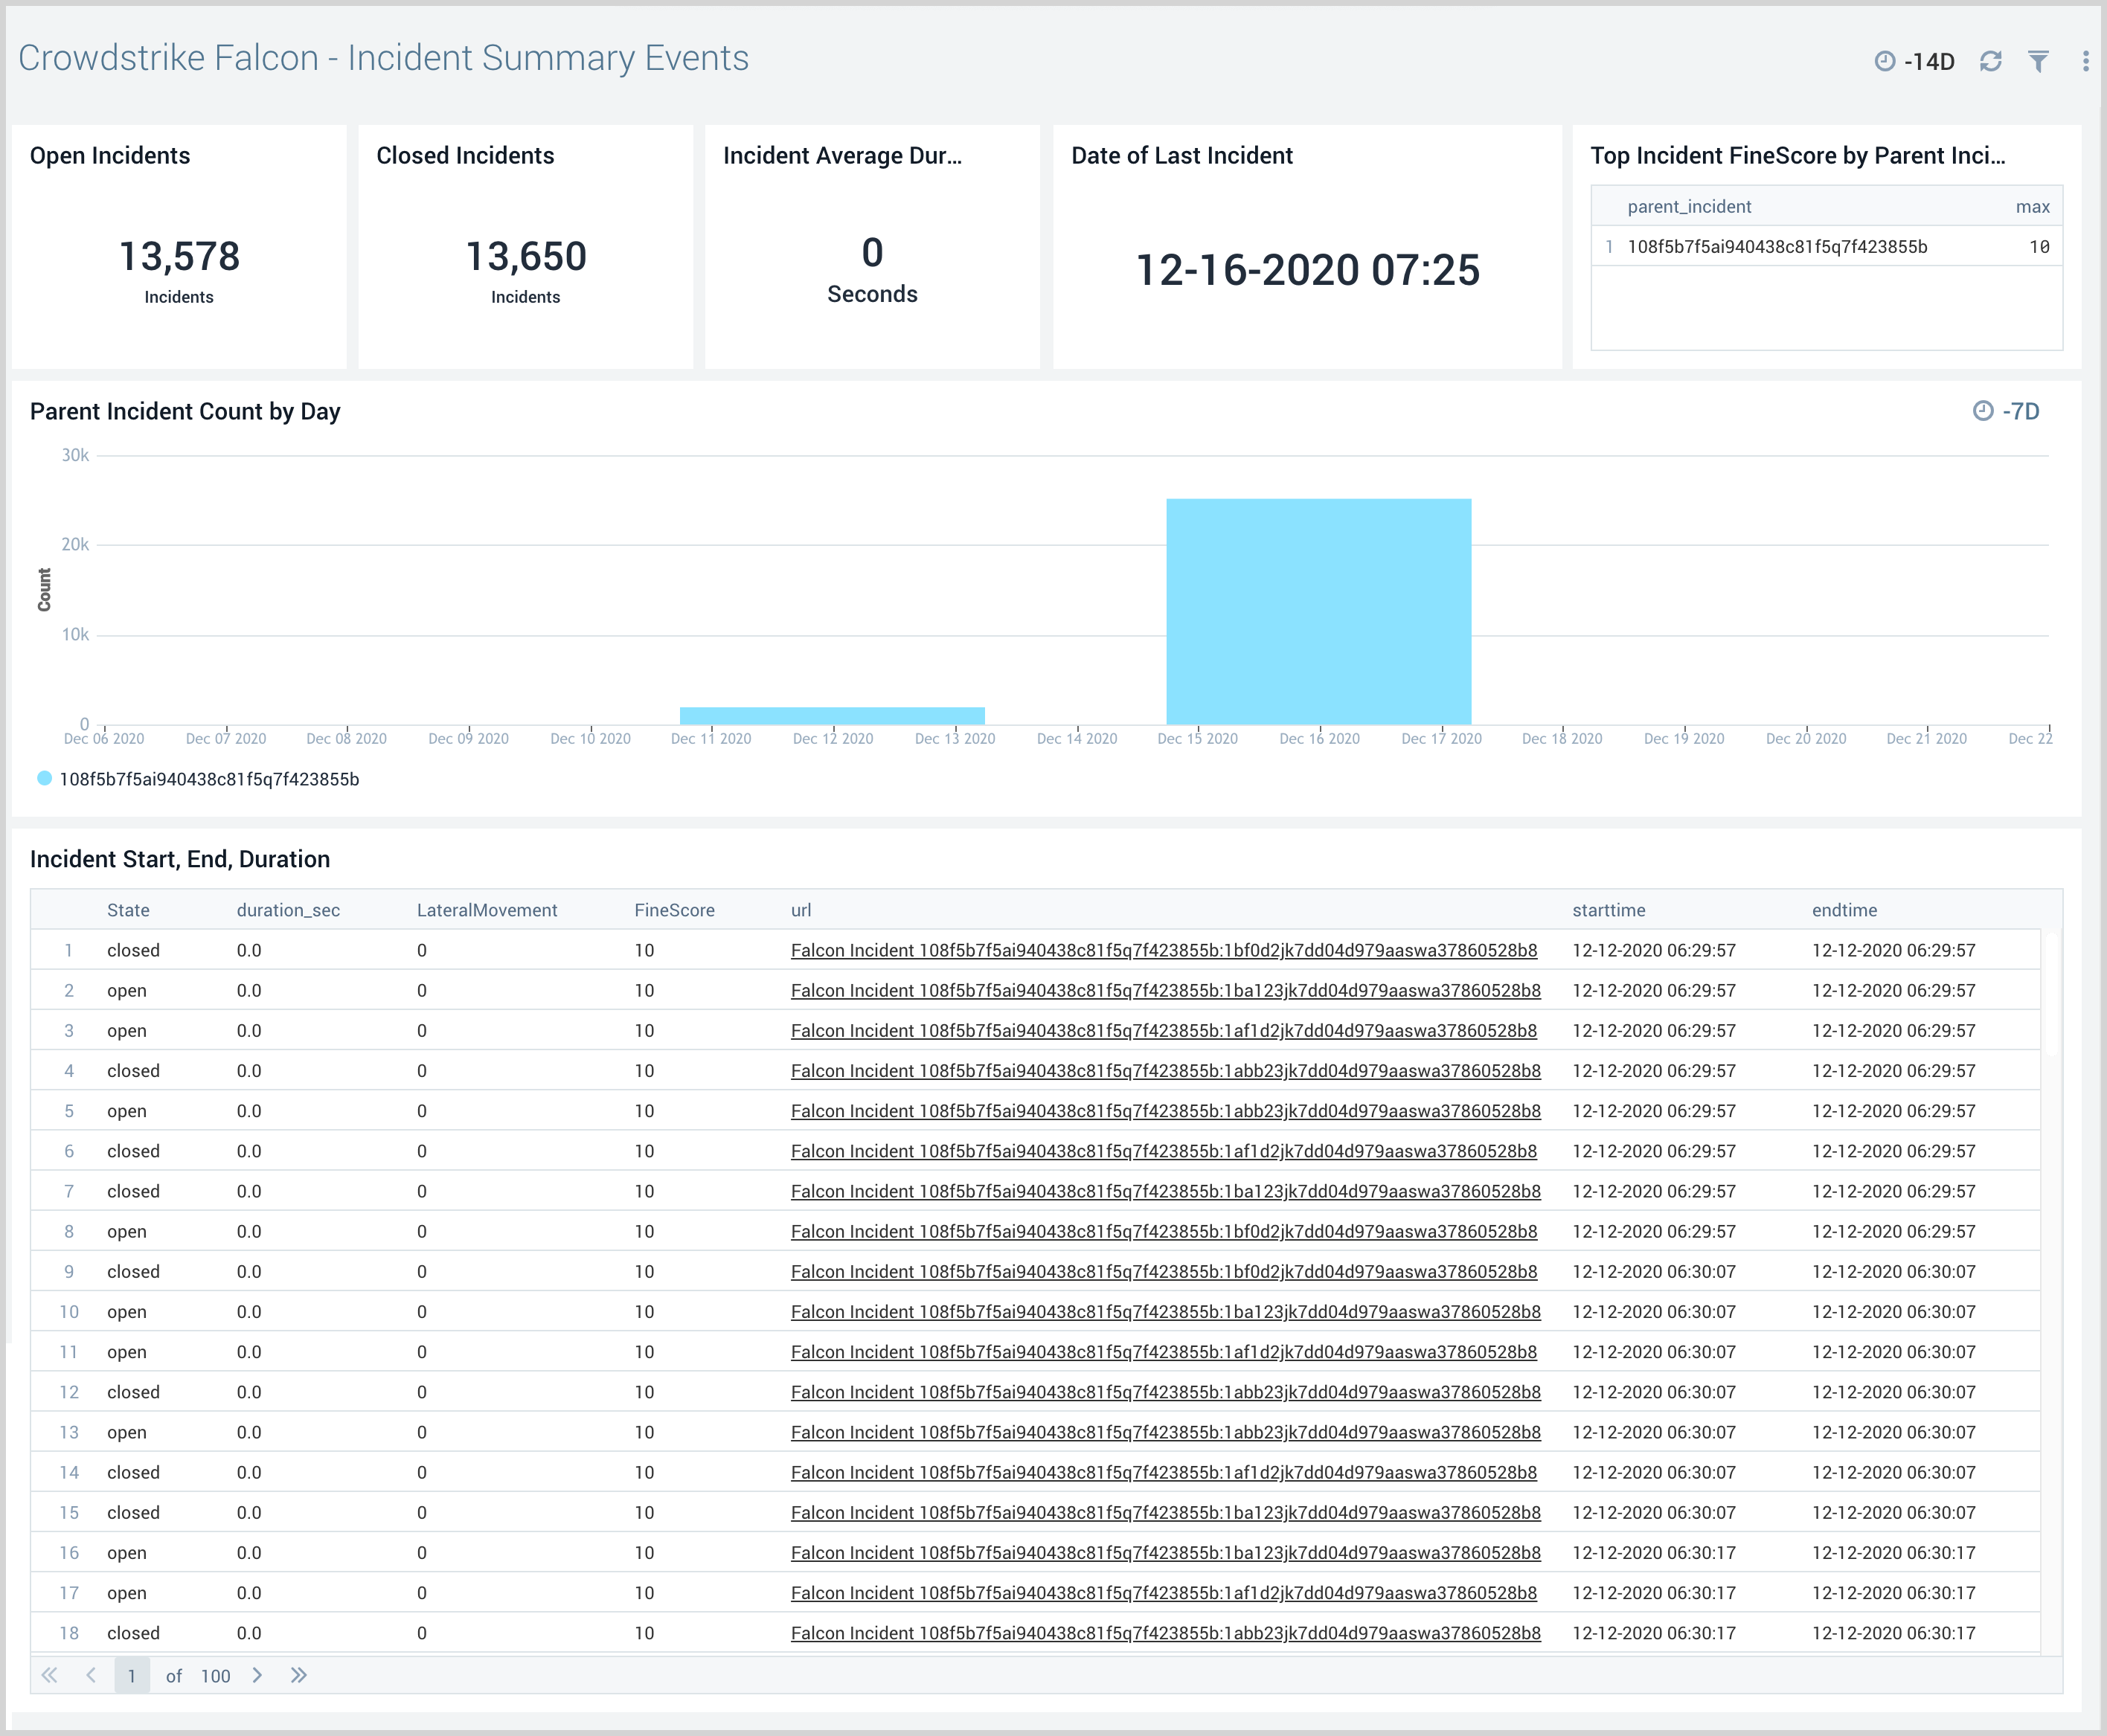 Crowdstrike Falcon - Incident Summary Events
-14D
Open Incidents
13,578
Incidents
Closed Incidents
13,650
Incidents
Incident Average Dur...
0
Seconds
Date of Last Incident
12-16-2020 07:25
Top Incident FineScore by Parent Inci...
parent_incident max
1 108f5b7f5ai940438c81f5q7f423855b 10
Parent Incident Count by Day
-7D
30k
20k
10k
0
Count
Dec 06 2020 Dec 07 2020 Dec 08 2020 Dec 09 2020 Dec 10 2020 Dec 11 2020 Dec 12 2020 Dec 13 2020 Dec 14 2020 Dec 15 2020 Dec 16 2020 Dec 17 2020 Dec 18 2020 Dec 19 2020 Dec 20 2020 Dec 21 2020 Dec 22
108f5b7f5ai940438c81f5q7f423855b
Incident Start, End, Duration
State duration_sec LateralMovement FineScore url starttime endtime
1 closed 0.0 0 10 Falcon Incident 108f5b7f5ai940438c81f5q7f423855b:1bf0d2jk7dd04d979aaswa37860528b8 12-12-2020 06:29:57 12-12-2020 06:29:57
2 open 0.0 0 10 Falcon Incident 108f5b7f5ai940438c81f5q7f423855b:1ba123jk7dd04d979aaswa37860528b8 12-12-2020 06:29:57 12-12-2020 06:29:57
3 open 0.0 0 10 Falcon Incident 108f5b7f5ai940438c81f5q7f423855b:1af1d2jk7dd04d979aaswa37860528b8 12-12-2020 06:29:57 12-12-2020 06:29:57
4 closed 0.0 0 10 Falcon Incident 108f5b7f5ai940438c81f5q7f423855b:1abb23jk7dd04d979aaswa37860528b8 12-12-2020 06:29:57 12-12-2020 06:29:57
5 open 0.0 0 10 Falcon Incident 108f5b7f5ai940438c81f5q7f423855b:1abb23jk7dd04d979aaswa37860528b8 12-12-2020 06:29:57 12-12-2020 06:29:57
6 closed 0.0 0 10 Falcon Incident 108f5b7f5ai940438c81f5q7f423855b:1af1d2jk7dd04d979aaswa37860528b8 12-12-2020 06:29:57 12-12-2020 06:29:57
7 closed 0.0 0 10 Falcon Incident 108f5b7f5ai940438c81f5q7f423855b:1ba123jk7dd04d979aaswa37860528b8 12-12-2020 06:29:57 12-12-2020 06:29:57
8 open 0.0 0 10 Falcon Incident 108f5b7f5ai940438c81f5q7f423855b:1bf0d2jk7dd04d979aaswa37860528b8 12-12-2020 06:29:57 12-12-2020 06:29:57
9 closed 0.0 0 10 Falcon Incident 108f5b7f5ai940438c81f5q7f423855b:1bf0d2jk7dd04d979aaswa37860528b8 12-12-2020 06:30:07 12-12-2020 06:30:07
10 open 0.0 0 10 Falcon Incident 108f5b7f5ai940438c81f5q7f423855b:1ba123jk7dd04d979aaswa37860528b8 12-12-2020 06:30:07 12-12-2020 06:30:07
11 open 0.0 0 10 Falcon Incident 108f5b7f5ai940438c81f5q7f423855b:1af1d2jk7dd04d979aaswa37860528b8 12-12-2020 06:30:07 12-12-2020 06:30:07
12 closed 0.0 0 10 Falcon Incident 108f5b7f5ai940438c81f5q7f423855b:1abb23jk7dd04d979aaswa37860528b8 12-12-2020 06:30:07 12-12-2020 06:30:07
13 open 0.0 0 10 Falcon Incident 108f5b7f5ai940438c81f5q7f423855b:1abb23jk7dd04d979aaswa37860528b8 12-12-2020 06:30:07 12-12-2020 06:30:07
14 closed 0.0 0 10 Falcon Incident 108f5b7f5ai940438c81f5q7f423855b:1af1d2jk7dd04d979aaswa37860528b8 12-12-2020 06:30:07 12-12-2020 06:30:07
15 closed 0.0 0 10 Falcon Incident 108f5b7f5ai940438c81f5q7f423855b:1ba123jk7dd04d979aaswa37860528b8 12-12-2020 06:30:07 12-12-2020 06:30:07
16 open 0.0 0 10 Falcon Incident 108f5b7f5ai940438c81f5q7f423855b:1ba123jk7dd04d979aaswa37860528b8 12-12-2020 06:30:17 12-12-2020 06:30:17
17 open 0.0 0 10 Falcon Incident 108f5b7f5ai940438c81f5q7f423855b:1af1d2jk7dd04d979aaswa37860528b8 12-12-2020 06:30:17 12-12-2020 06:30:17
18 closed 0.0 0 10 Falcon Incident 108f5b7f5ai940438c81f5q7f423855b:1abb23jk7dd04d979aaswa37860528b8 12-12-2020 06:30:17 12-12-2020 06:30:17
1 of 100